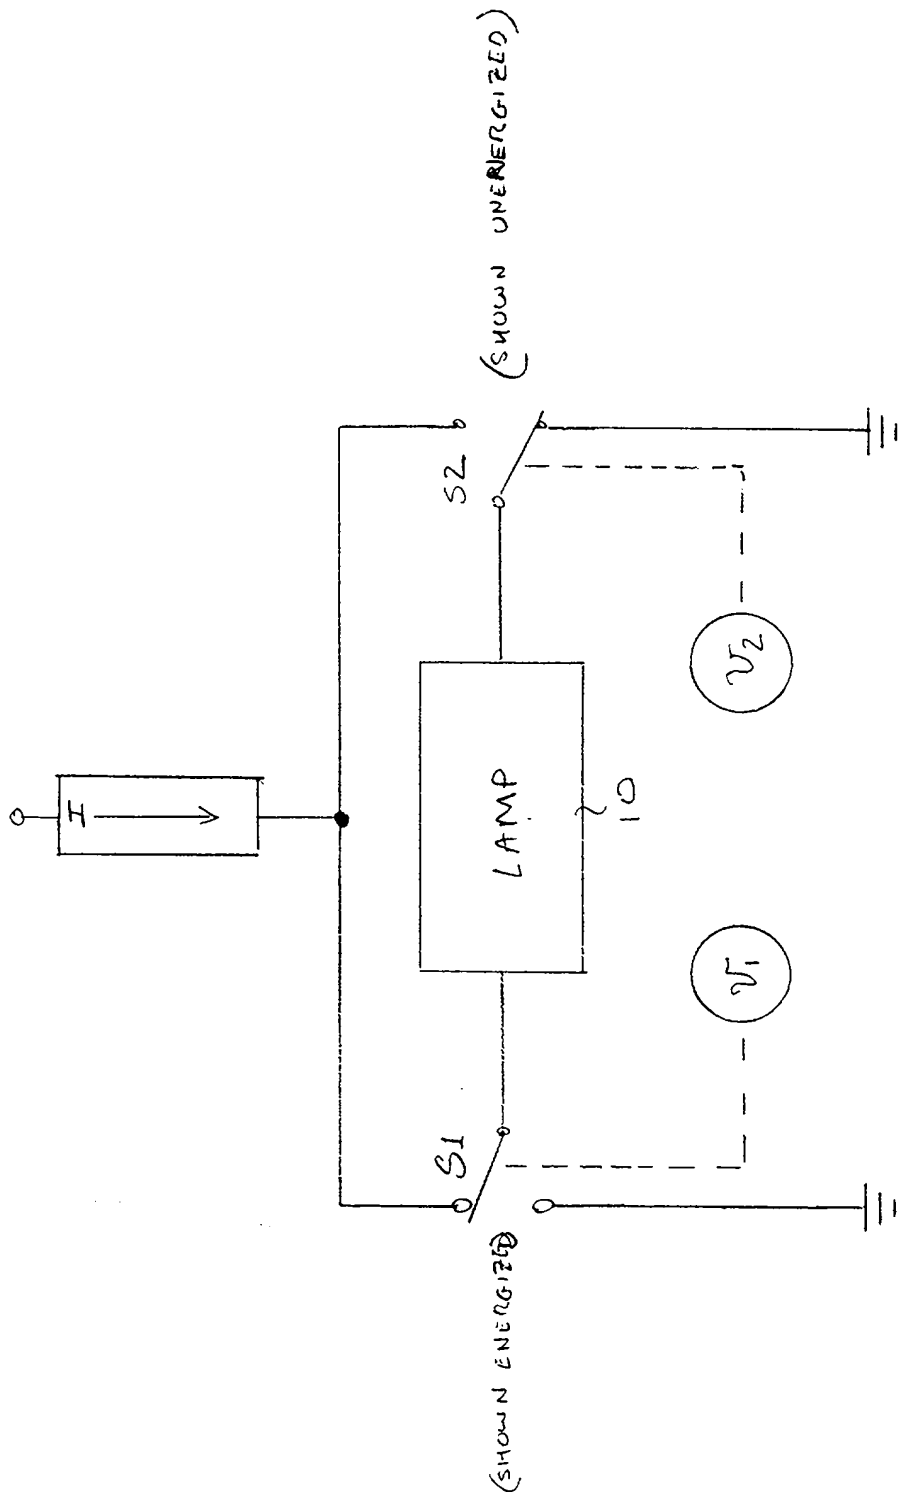 I
S1
(SHOWN ENERGIZED)
LAMP
10
S2
(SHOWN UNENERGIZED)
V1
V2